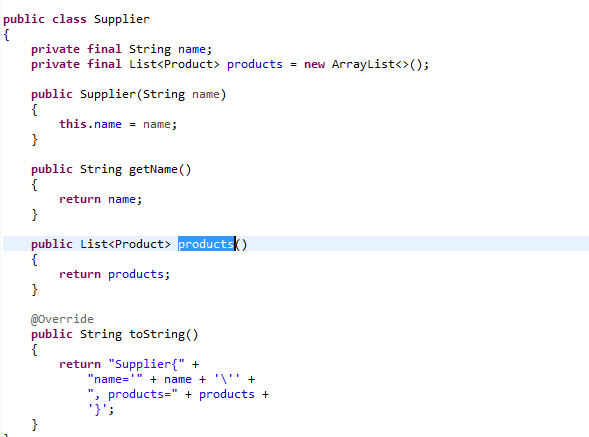 public class Supplier
{
    private final String name;
    private final List<Product> products = new ArrayList<>();

    public Supplier(String name)
    {
        this.name = name;
    }

    public String getName()
    {
        return name;
    }

    public List<Product> products()
    {
        return products;
    }

    @Override
    public String toString()
    {
        return "Supplier{" +
            "name='" + name + '\'' +
            ", products=" + products +
            '}';
    }
}